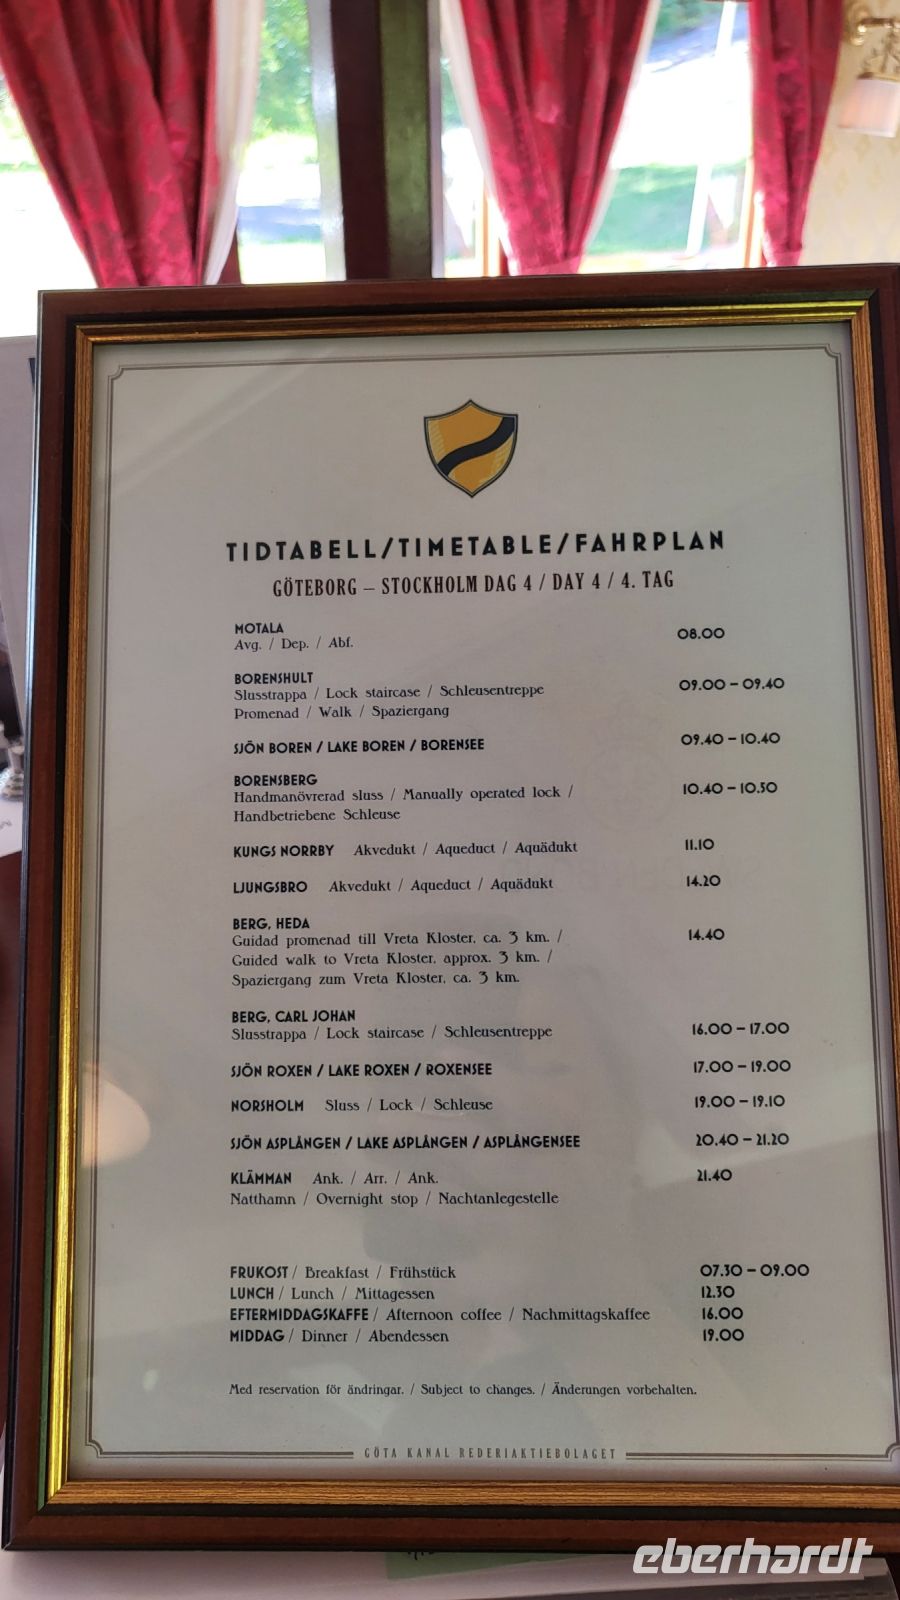 TIDTABELL/TIMETABLE/FAHRPLAN
GÖTEBORG – STOCKHOLM DAG 4 / DAY 4 / 4. TAG
MOTALA
Avg. / Dep. / Abf. 08.00
BORENSHULT
Slusstrappa / Lock staircase / Schleusentreppe 09.00 – 09.40
Promenad / Walk / Spaziergang
SJÖN BOREN / LAKE BOREN / BORENSEE 09.40 – 10.40
BORENSBERG
Handmanövrerad sluss / Manually operated lock / 10.40 – 10.50
Handbetriebene Schleuse
KUNGS NORRBY Akvedukt / Aqueduct / Aquädukt 11.10
LJUNGSBRO Akvedukt / Aqueduct / Aquädukt 14.20
BERG, HEDA
Guidad promenad till Vreta Kloster, ca. 3 km. / 14.40
Guided walk to Vreta Kloster, approx. 3 km. /
Spaziergang zum Vreta Kloster, ca. 3 km.
BERG, CARL JOHAN
Slusstrappa / Lock staircase / Schleusentreppe 16.00 – 17.00
SJÖN ROXEN / LAKE ROXEN / ROXENSEE 17.00 – 19.00
NORSHOLM Sluss / Lock / Schleuse 19.00 – 19.10
SJÖN ASPLÅNGEN / LAKE ASPLÅNGEN / ASPLÅNGENSEE 20.40 – 21.20
KLÄMMAN Ank. / Arr. / Ank. 21.40
Natthamn / Overnight stop / Nachtanlegestelle
FRUKOST / Breakfast / Frühstück 07.30 – 09.00
LUNCH / Lunch / Mittagessen 12.30
EFTERMIDDAGSKAFFE / Afternoon coffee / Nachmittagskaffee 16.00
MIDDAG / Dinner / Abendessen 19.00
Med reservation för ändringar. / Subject to changes. / Änderungen vorbehalten.
GÖTA KANAL REDERIAKTIEBOLAGET
eberhardt